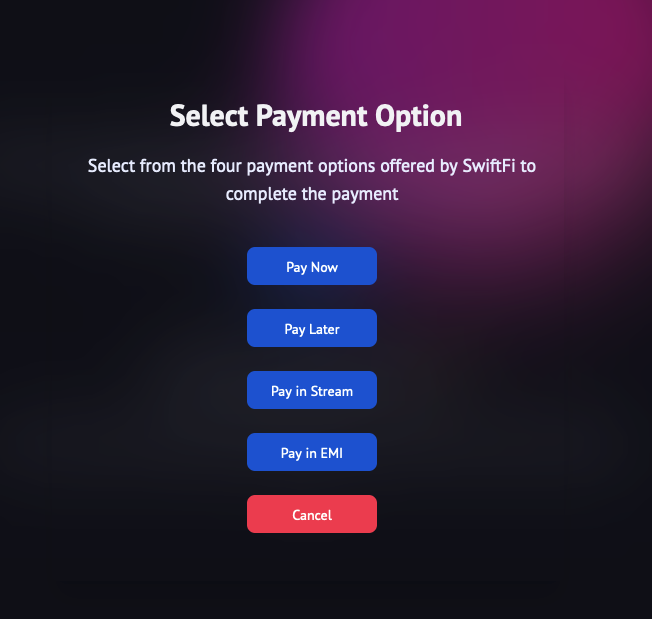 Select Payment Option
Select from the four payment options offered by SwiftFi to
complete the payment
Pay Now
Pay Later
Pay in Stream
Pay in EMI
Cancel